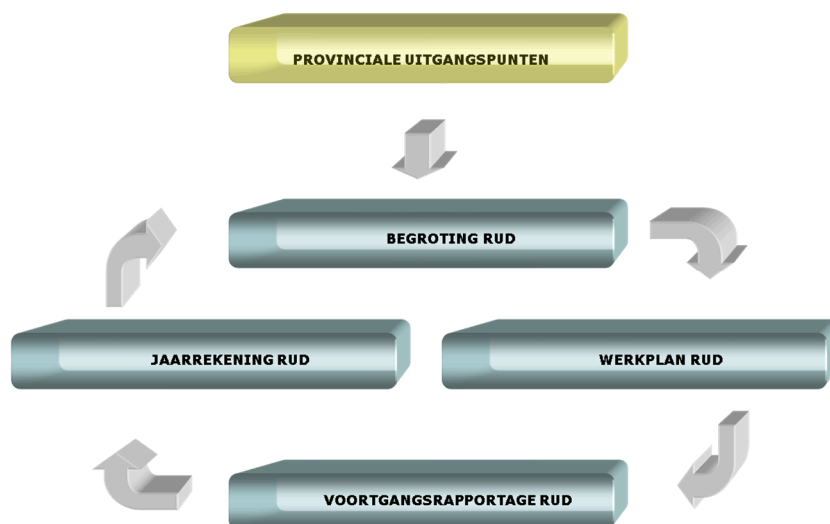 PROVINCIALE UITGANGSPUNTEN
BEGROTING RUD
JAARREKENING RUD
WERKPLAN RUD
VOORTGANGSRAPPORTAGE RUD